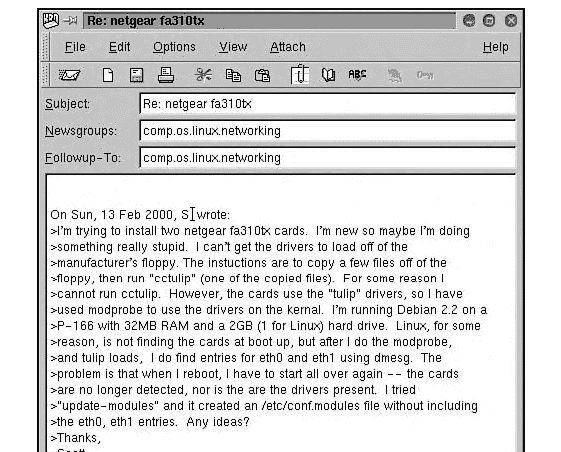 Re: netgear fa310tx
File Edit Options View Attach Help
ABC
Subject: Re: netgear fa310tx
Newsgroups: comp.os.linux.networking
Followup-To: comp.os.linux.networking
On Sun, 13 Feb 2000, S wrote:
>I'm trying to install two netgear fa310tx cards. I'm new so maybe I'm doing
>something really stupid. I can't get the drivers to load off of the
>manufacturer's floppy. The instuctions are to copy a few files off of the
>floppy, then run "cctulip" (one of the copied files). For some reason I
>cannot run cctulip. However, the cards use the "tulip" drivers, so I have
>used modprobe to use the drivers on the kernal. I'm running Debian 2.2 on a
>P-166 with 32MB RAM and a 2GB (1 for Linux) hard drive. Linux, for some
>reason, is not finding the cards at boot up, but after I do the modprobe,
>and tulip loads, I do find entries for eth0 and eth1 using dmesg. The
>problem is that when I reboot, I have to start all over again -- the cards
>are no longer detected, nor is the are the drivers present. I tried
>"update-modules" and it created an /etc/conf.modules file without including
>the eth0, eth1 entries. Any ideas?
>Thanks,